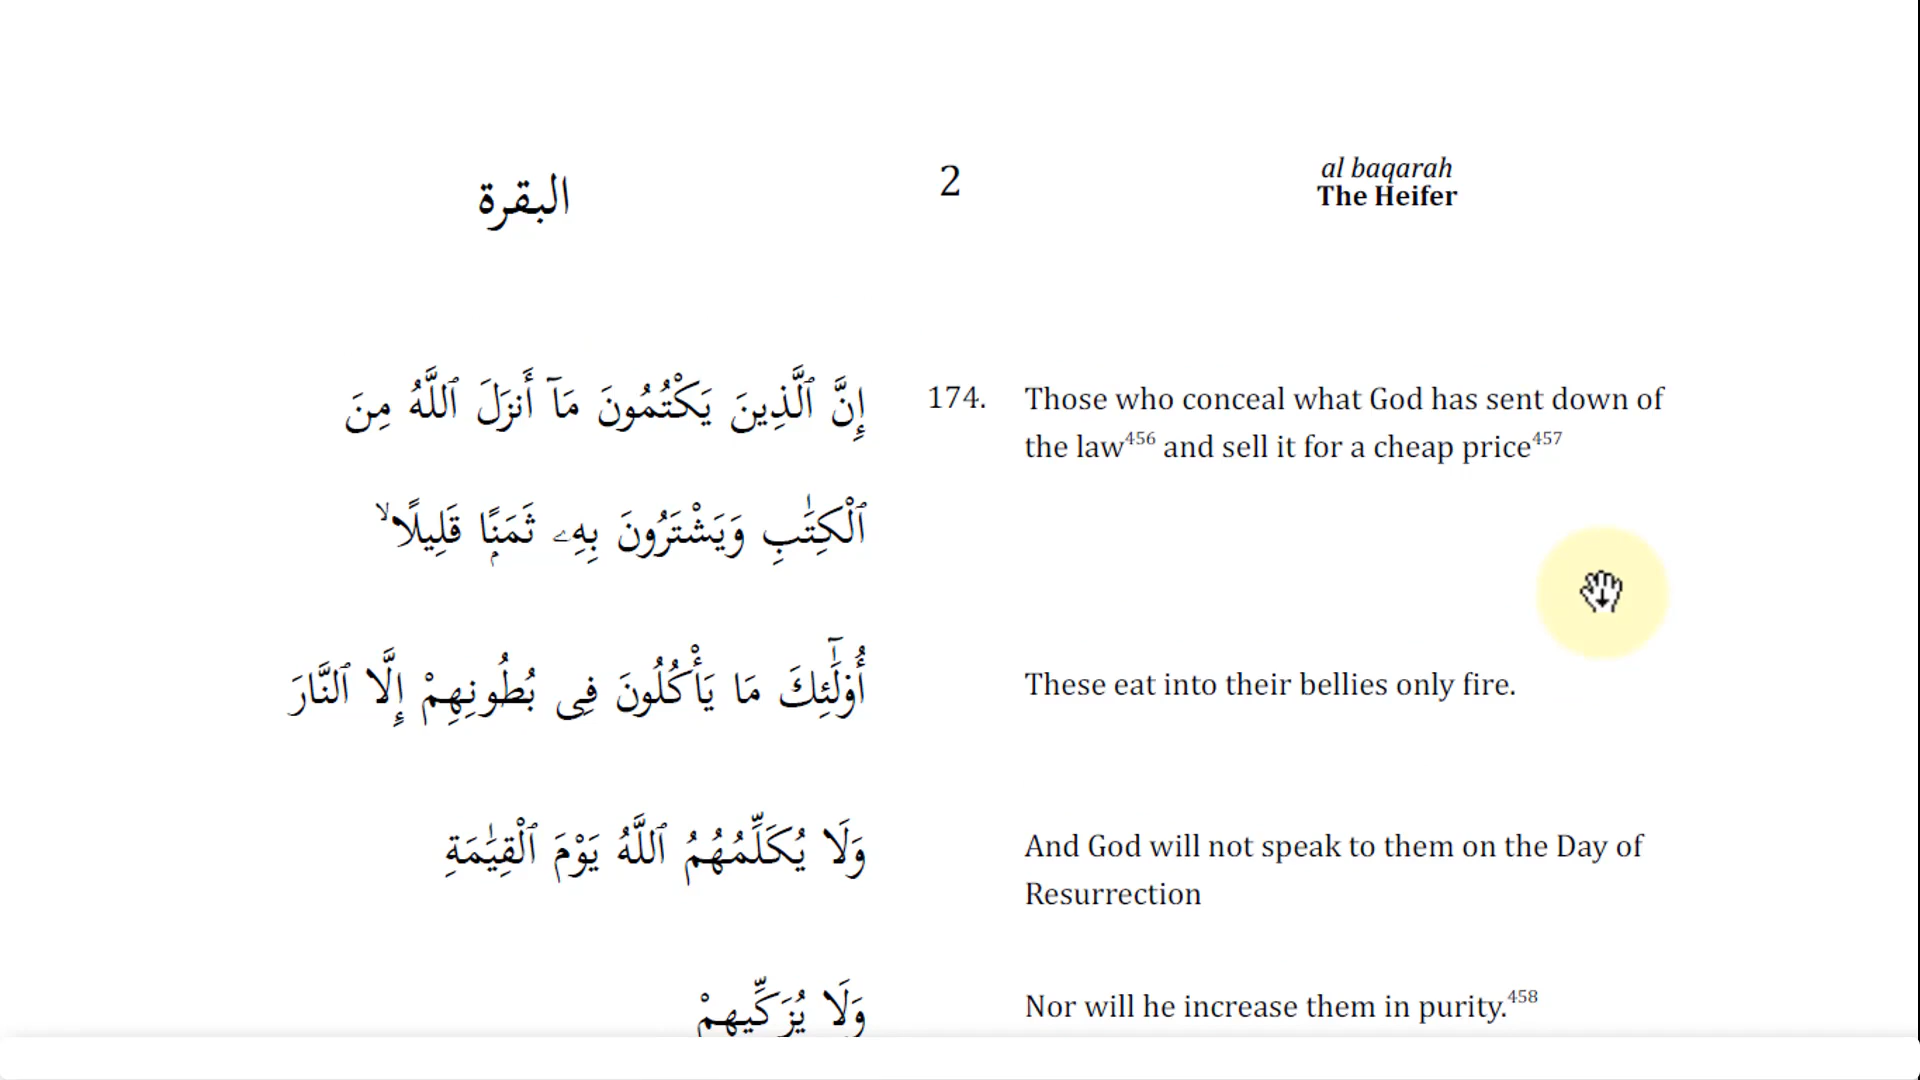 البقرة
2
al baqarah
The Heifer
إِنَّ ٱلَّذِينَ يَكْتُمُونَ مَآ أَنزَلَ ٱللَّهُ مِنَ
174.
Those who conceal what God has sent down of
the law⁴⁵⁶ and sell it for a cheap price⁴⁵⁷
ٱلْكِتَٰبِ وَيَشْتَرُونَ بِهِۦ ثَمَنًۭا قَلِيلًا ۙ
أُو۟لَٰٓئِكَ مَا يَأْكُلُونَ فِى بُطُونِهِمْ إِلَّا ٱلنَّارَ
These eat into their bellies only fire.
وَلَا يُكَلِّمُهُمُ ٱللَّهُ يَوْمَ ٱلْقِيَٰمَةِ
And God will not speak to them on the Day of
Resurrection
وَلَا يُزَكِّيهِمْ
Nor will he increase them in purity.⁴⁵⁸